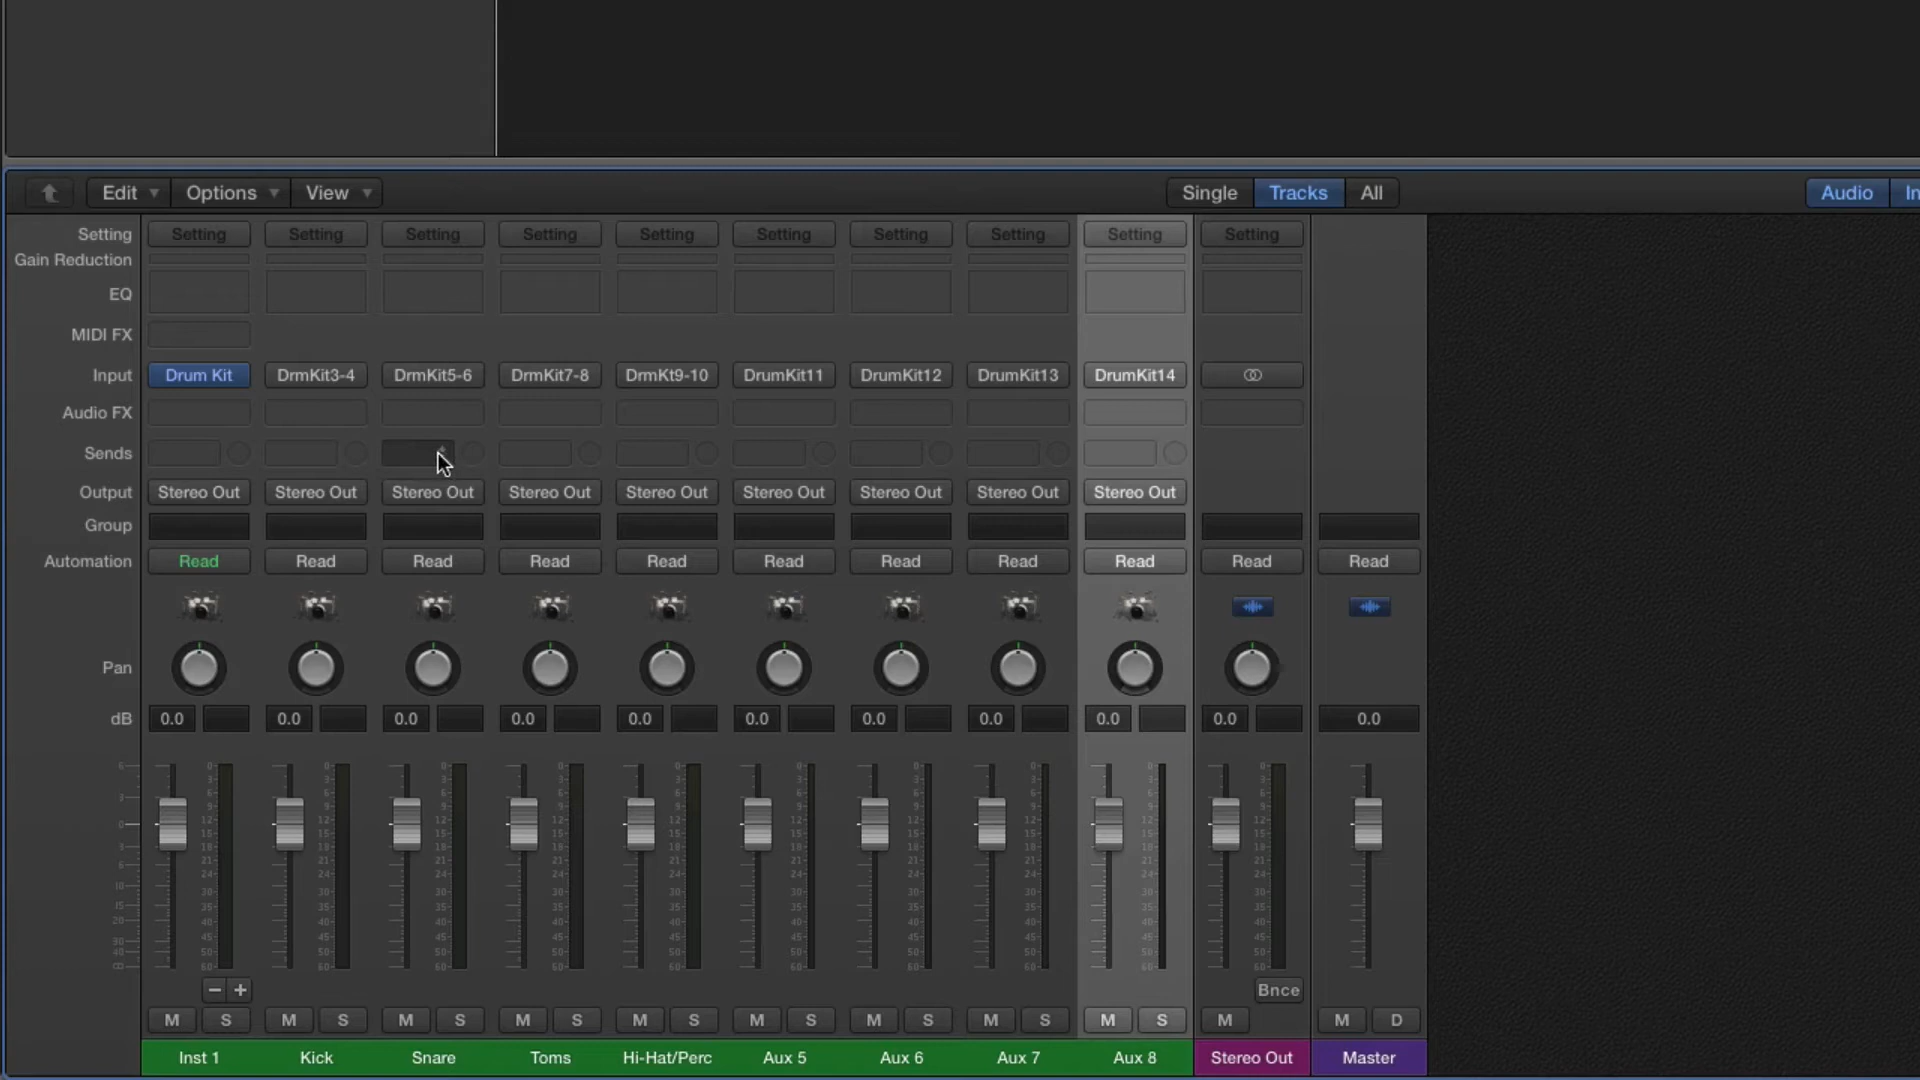 Edit Options View Single Tracks All Audio In
Setting Setting Setting Setting Setting Setting Setting Setting Setting Setting Setting
Gain Reduction
EQ
MIDI FX
Input Drum Kit DrmKit3-4 DrmKit5-6 DrmKit7-8 DrmKt9-10 DrumKit11 DrumKit12 DrumKit13 DrumKit14
Audio FX
Sends
Output Stereo Out Stereo Out Stereo Out Stereo Out Stereo Out Stereo Out Stereo Out Stereo Out Stereo Out
Group
Automation Read Read Read Read Read Read Read Read Read Read Read
Pan
dB 0.0 0.0 0.0 0.0 0.0 0.0 0.0 0.0 0.0 0.0 0.0
− + Bnce
M S M S M S M S M S M S M S M S M S M M D
Inst 1 Kick Snare Toms Hi-Hat/Perc Aux 5 Aux 6 Aux 7 Aux 8 Stereo Out Master